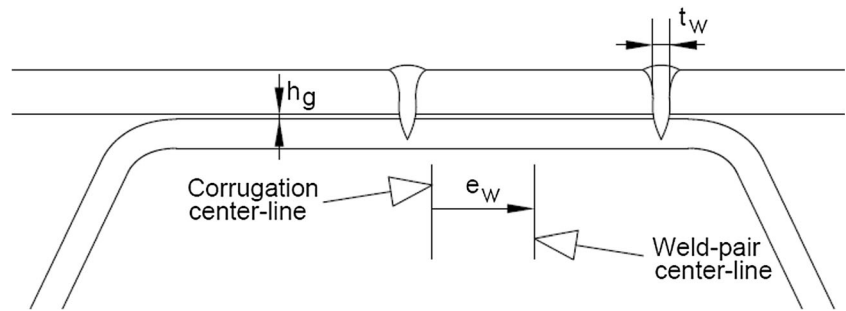 t_w
h_g
Corrugation
center-line
e_w
Weld-pair
center-line